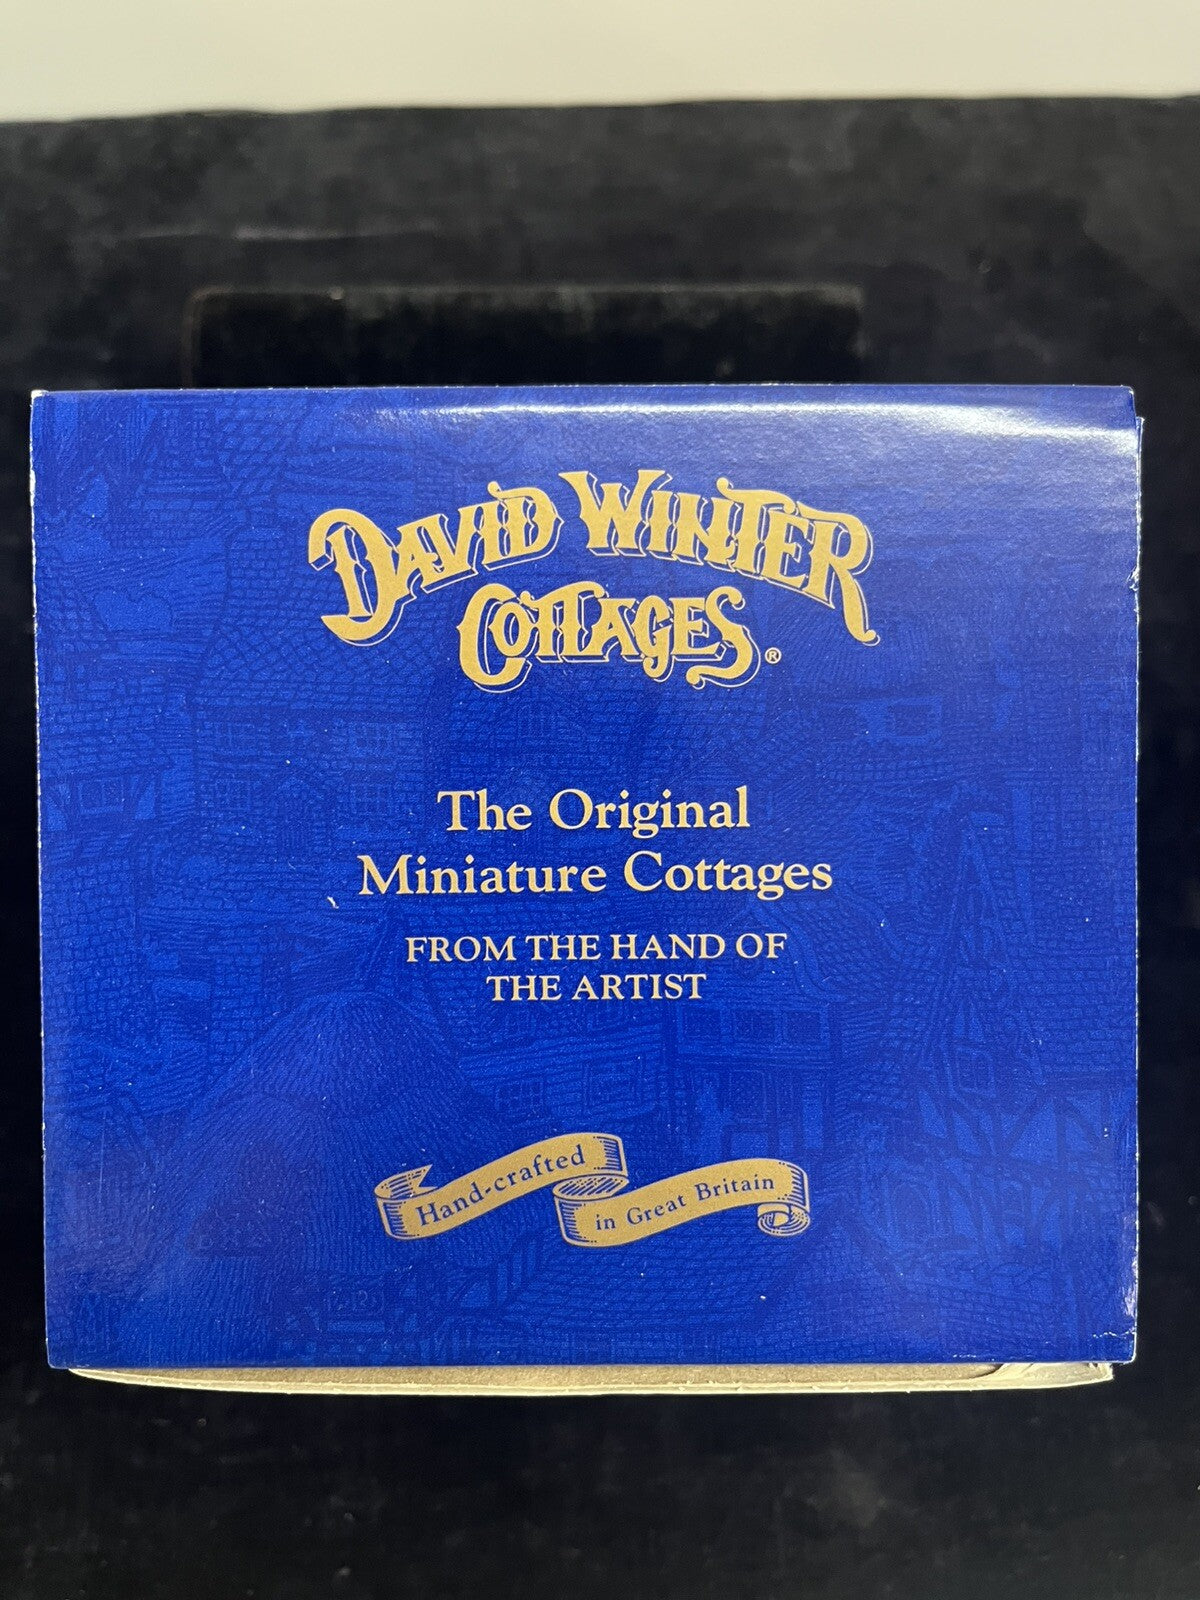 DAVID WINTER
COTTAGES®
The Original
Miniature Cottages
FROM THE HAND OF
THE ARTIST
Hand-crafted
in Great Britain